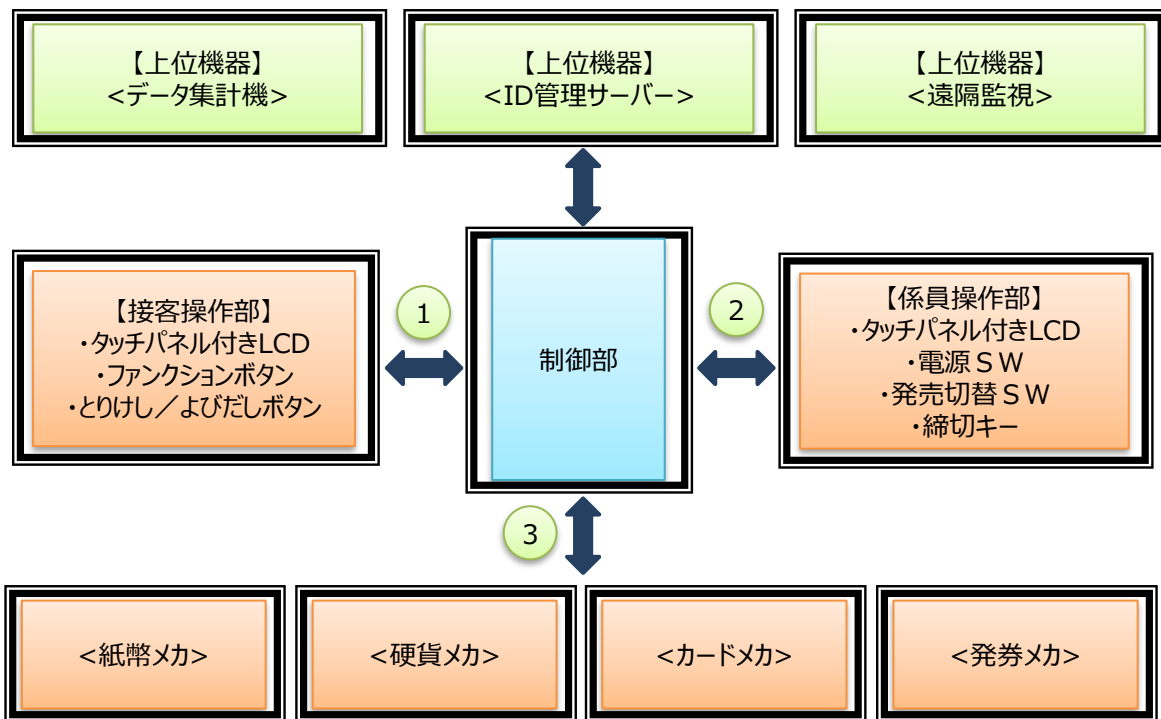 【上位機器】
<データ集計機>
【上位機器】
<ID管理サーバー>
【上位機器】
<遠隔監視>
【接客操作部】
・タッチパネル付きLCD
・ファンクションボタン
・とりけし／よびだしボタン
1
制御部
2
【係員操作部】
・タッチパネル付きLCD
・電源ＳＷ
・発売切替ＳＷ
・締切キー
3
<紙幣メカ>
<硬貨メカ>
<カードメカ>
<発券メカ>